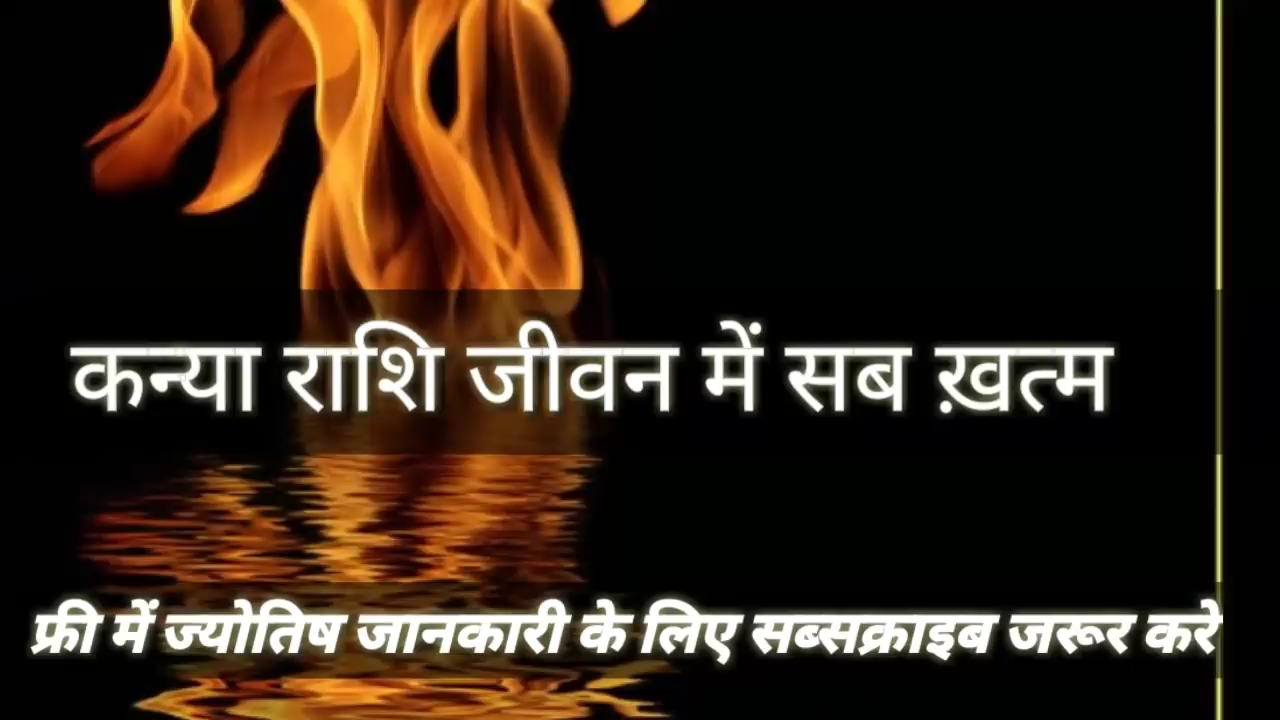 कन्या राशि जीवन में सब ख़त्म
फ्री में ज्योतिष जानकारी के लिए सब्सक्राइब जरूर करे